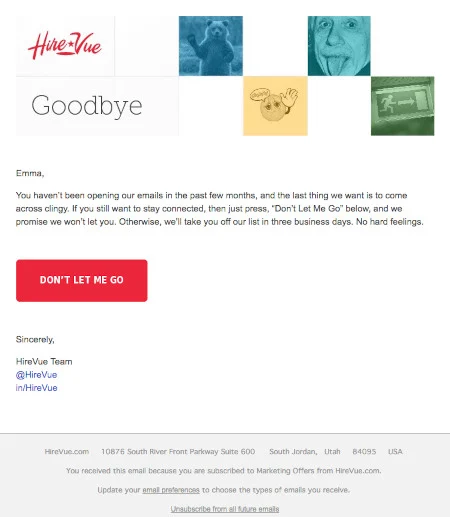 Hire Vue
Goodbye
Emma,
You haven't been opening our emails in the past few months, and the last thing we want is to come
across clingy. If you still want to stay connected, then just press, “Don't Let Me Go” below, and we
promise we won't let you. Otherwise, we'll take you off our list in three business days. No hard feelings.
DON'T LET ME GO
Sincerely,
HireVue Team
@HireVue
in/HireVue
HireVue.com 10876 South River Front Parkway Suite 600 South Jordan, Utah 84095 USA
You received this email because you are subscribed to Marketing Offers from HireVue.com.
Update your email preferences to choose the types of emails you receive.
Unsubscribe from all future emails